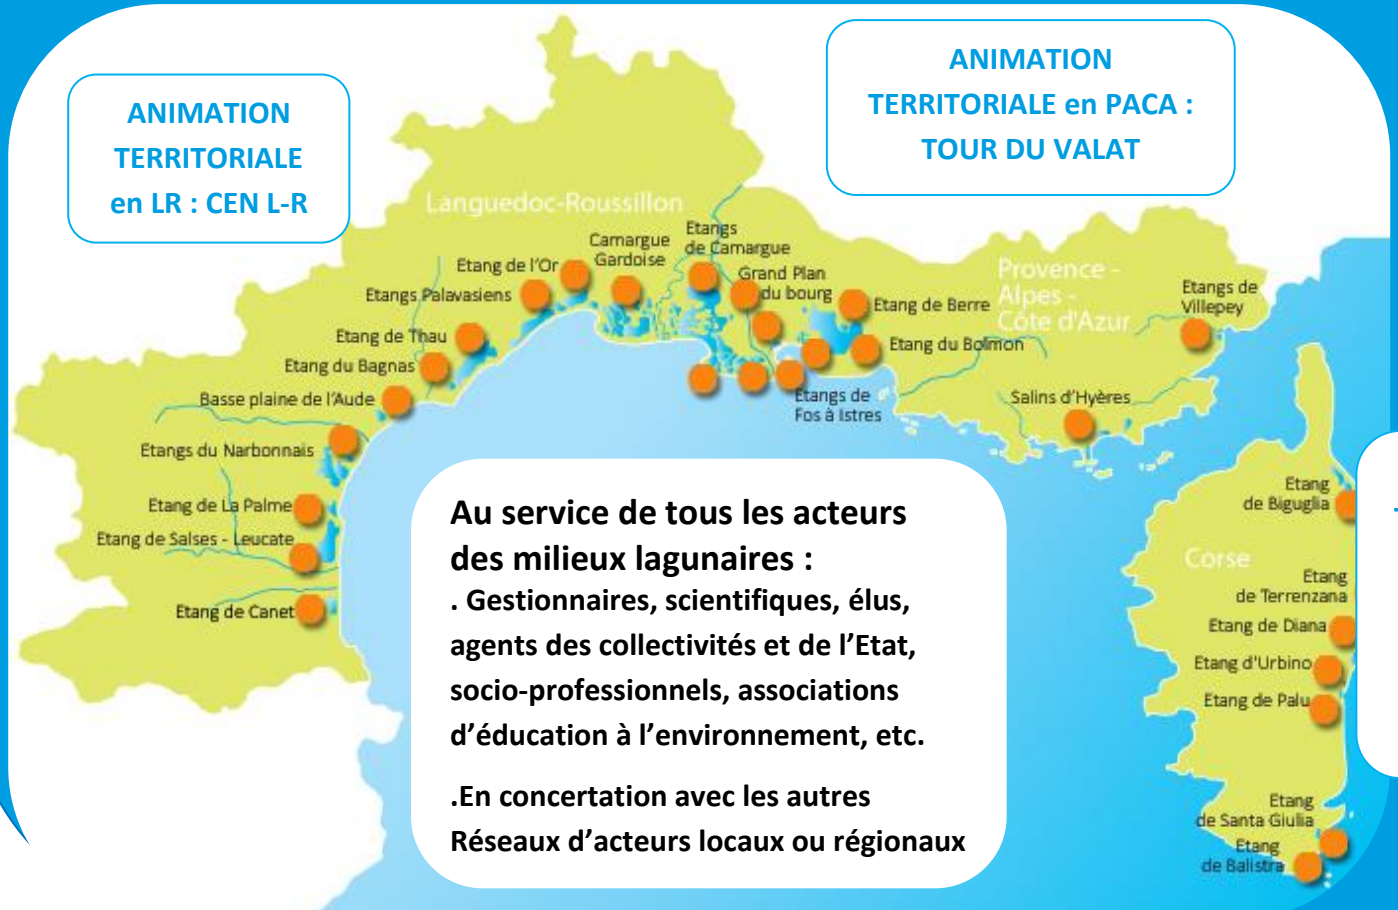 ANIMATION
TERRITORIALE
en LR : CEN L-R
ANIMATION
TERRITORIALE en PACA :
TOUR DU VALAT
Languedoc-Roussillon
Camargue
Gardoise
Etangs
de Camargue
Etang de l'Or
Grand Plan
du bourg
Etangs Palavasiens
Etang de Thau
Etang du Bagnas
Basse plaine de l'Aude
Etangs du Narbonnais
Etang de La Palme
Etang de Salses - Leucate
Etang de Canet
Provence -
Alpes -
Côte d'Azur
Etang de Berre
Etang du Bolmon
Etangs de
Fos à Istres
Etangs de
Villepey
Salins d'Hyères
Au service de tous les acteurs
des milieux lagunaires :
. Gestionnaires, scientifiques, élus,
agents des collectivités et de l’Etat,
socio-professionnels, associations
d’éducation à l’environnement, etc.
.En concertation avec les autres
Réseaux d’acteurs locaux ou régionaux
Etang
de Biguglia
Corse
Etang
de Terrenzana
Etang de Diana
Etang d'Urbino
Etang de Palu
Etang
de Santa Giulia
Etang
de Balistra